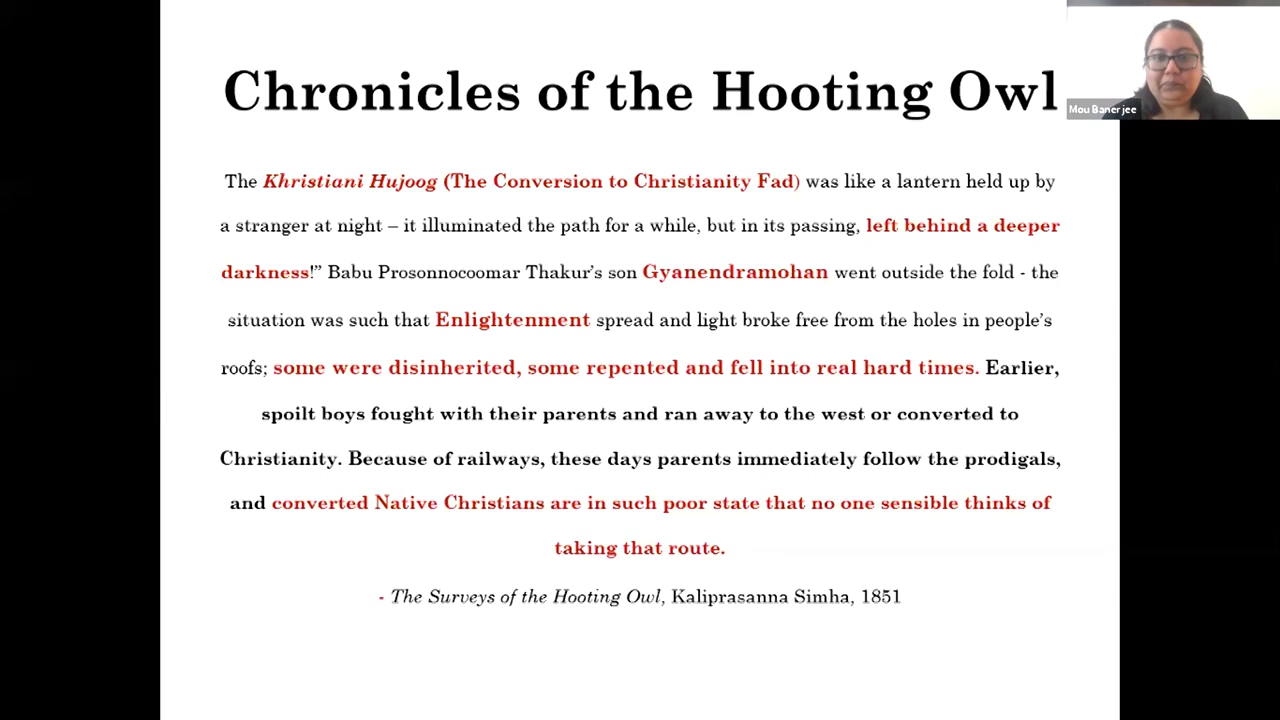 Chronicles of the Hooting Owl
Mou Banerjee
The Khristiani Hujoog (The Conversion to Christianity Fad) was like a lantern held up by
a stranger at night – it illuminated the path for a while, but in its passing, left behind a deeper
darkness!” Babu Prosonnocoomar Thakur’s son Gyanendramohan went outside the fold - the
situation was such that Enlightenment spread and light broke free from the holes in people’s
roofs; some were disinherited, some repented and fell into real hard times. Earlier,
spoilt boys fought with their parents and ran away to the west or converted to
Christianity. Because of railways, these days parents immediately follow the prodigals,
and converted Native Christians are in such poor state that no one sensible thinks of
taking that route.
- The Surveys of the Hooting Owl, Kaliprasanna Simha, 1851